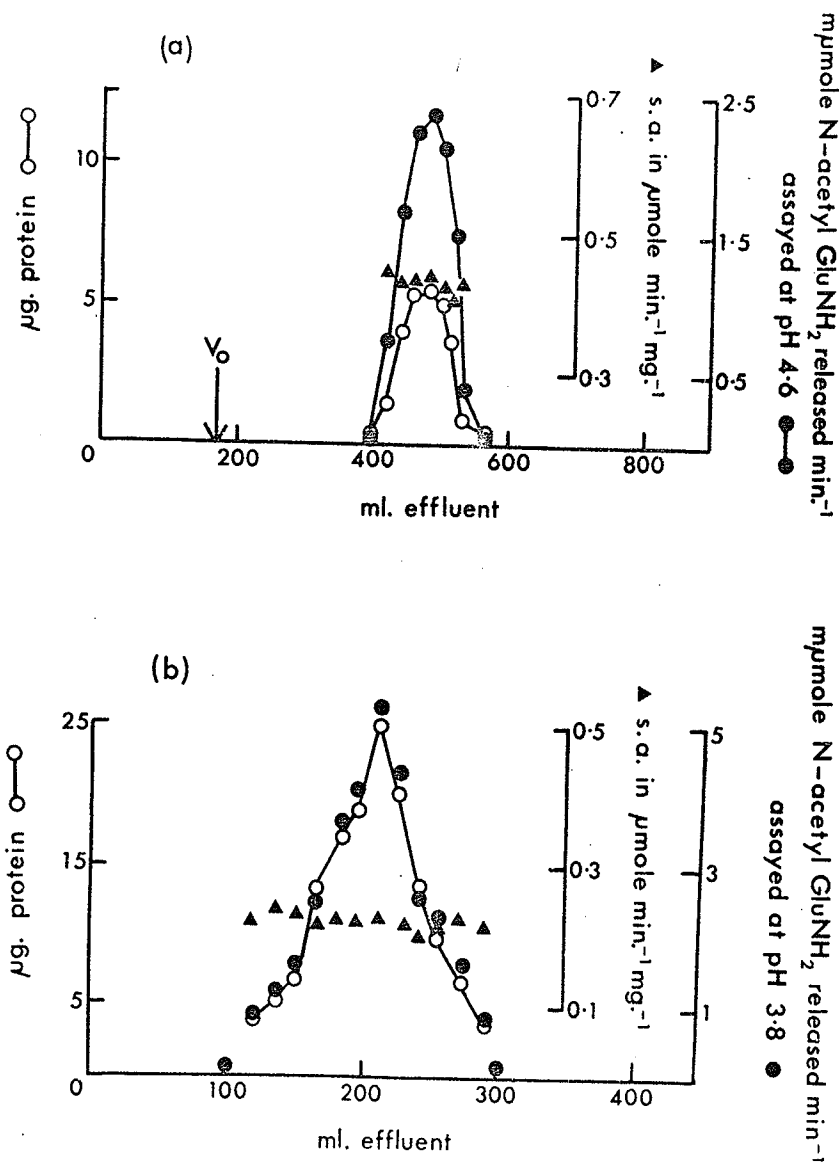 (a)
µg. protein
10
5
0
V₀
200
400
600
800
ml. effluent
0·7
0·5
0·3
▲ s. a. in µmole min.⁻¹ mg.⁻¹
2·5
1·5
0·5
mµmole N–acetyl GluNH₂ released min.⁻¹
assayed at pH 4·6
(b)
µg. protein
25
15
5
0
100
200
300
400
ml. effluent
0·5
0·3
0·1
▲ s. a. in µmole min.⁻¹ mg.⁻¹
5
3
1
mµmole N–acetyl GluNH₂ released min⁻¹
assayed at pH 3·8